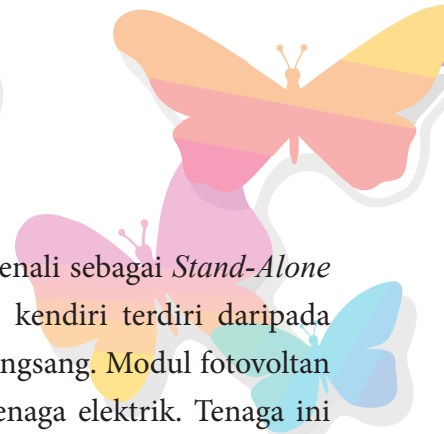 enali sebagai Stand-Alone
kendiri terdiri daripada
ngsang. Modul fotovoltan
enaga elektrik. Tenaga ini